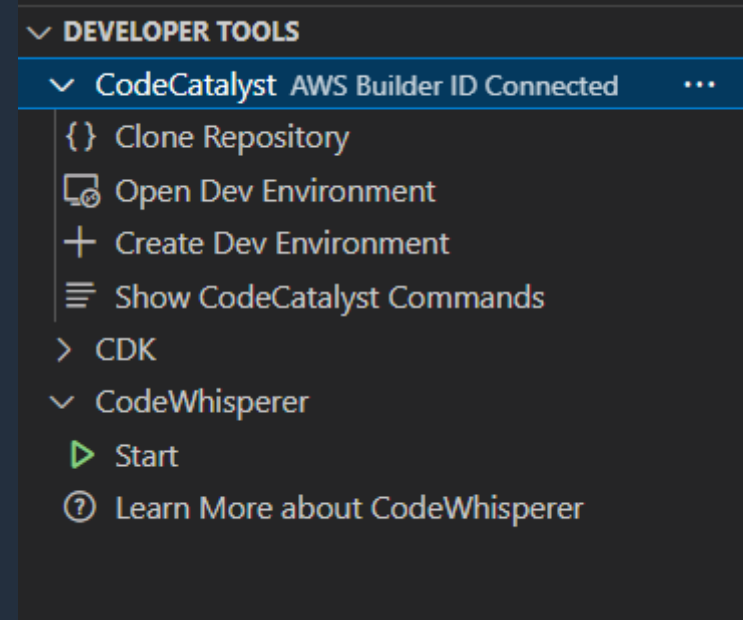 DEVELOPER TOOLS
CodeCatalyst AWS Builder ID Connected ...
{} Clone Repository
Open Dev Environment
Create Dev Environment
Show CodeCatalyst Commands
CDK
CodeWhisperer
Start
Learn More about CodeWhisperer